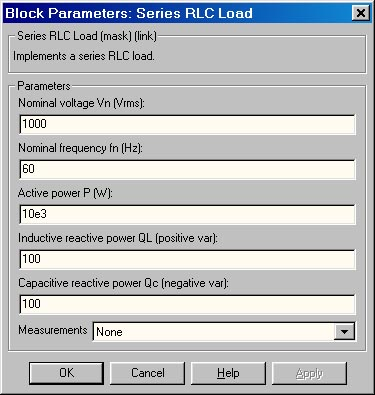 Block Parameters: Series RLC Load
Series RLC Load (mask) (link)
Implements a series RLC load.
Parameters
Nominal voltage Vn (Vrms):
1000
Nominal frequency fn (Hz):
60
Active power P (W):
10e3
Inductive reactive power QL (positive var):
100
Capacitive reactive power Qc (negative var):
100
Measurements None
OK Cancel Help Apply